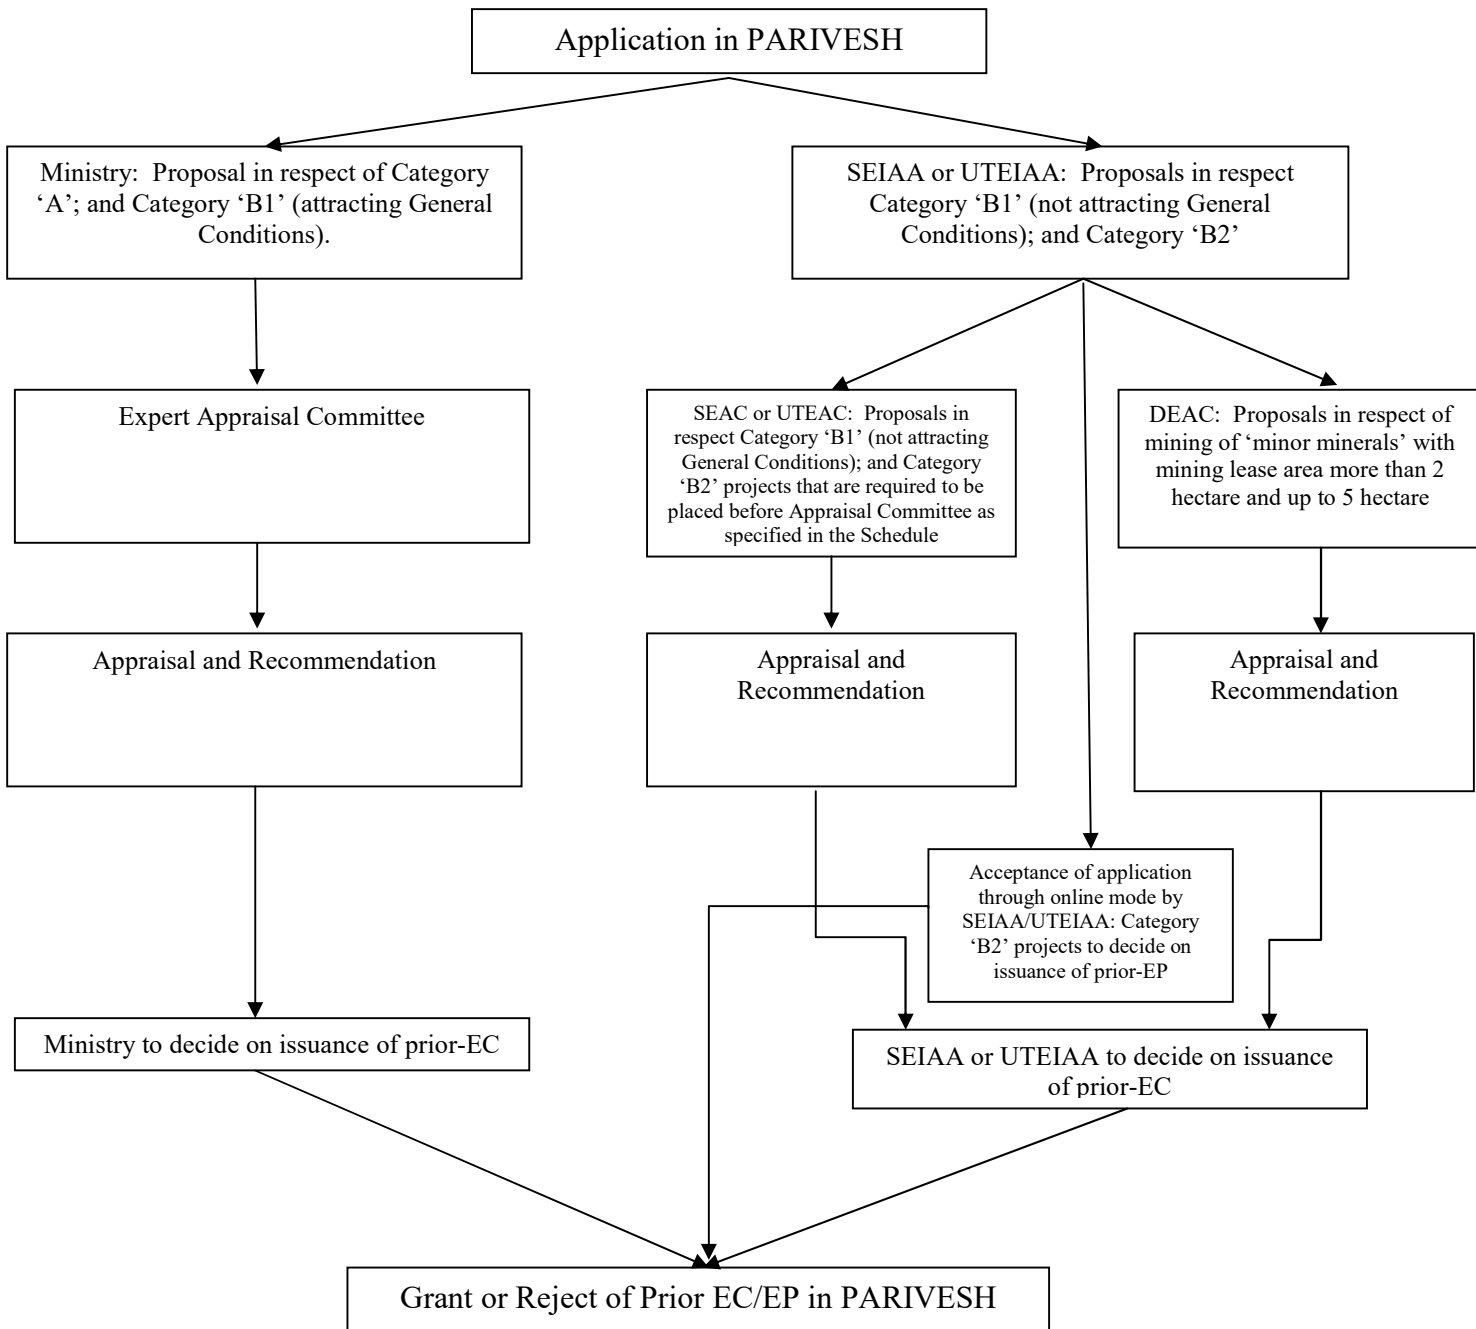 Application in PARIVESH
Ministry: Proposal in respect of Category
‘A’; and Category ‘B1’ (attracting General
Conditions).
SEIAA or UTEIAA: Proposals in respect
Category ‘B1’ (not attracting General
Conditions); and Category ‘B2’
Expert Appraisal Committee
SEAC or UTEAC: Proposals in
respect Category ‘B1’ (not attracting
General Conditions); and Category
‘B2’ projects that are required to be
placed before Appraisal Committee as
specified in the Schedule
DEAC: Proposals in respect of
mining of ‘minor minerals’ with
mining lease area more than 2
hectare and up to 5 hectare
Appraisal and Recommendation
Appraisal and
Recommendation
Appraisal and
Recommendation
Acceptance of application
through online mode by
SEIAA/UTEIAA: Category
‘B2’ projects to decide on
issuance of prior-EP
Ministry to decide on issuance of prior-EC
SEIAA or UTEIAA to decide on issuance
of prior-EC
Grant or Reject of Prior EC/EP in PARIVESH